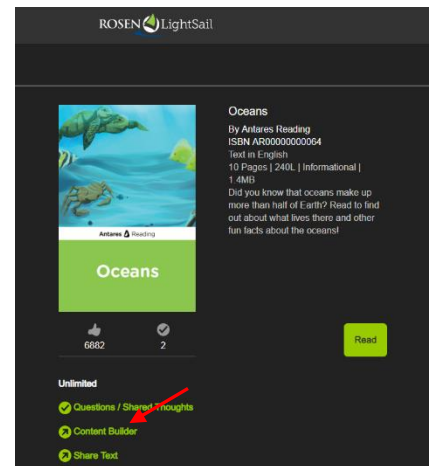 ROSEN LightSail
Oceans
By Antares Reading
ISBN AR00000000064
Text in English
10 Pages | 240L | Informational |
1.4MB
Did you know that oceans make up
more than half of Earth? Read to find
out about what lives there and other
fun facts about the oceans!
Antares Reading
Oceans
6882
2
Read
Unlimited
Questions / Shared Thoughts
Content Builder
Share Text